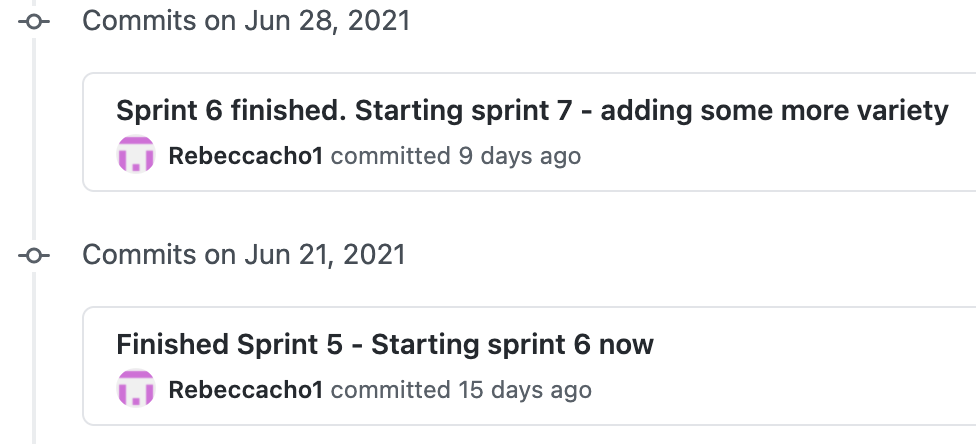 Commits on Jun 28, 2021
Sprint 6 finished. Starting sprint 7 - adding some more variety
Rebeccacho1 committed 9 days ago
Commits on Jun 21, 2021
Finished Sprint 5 - Starting sprint 6 now
Rebeccacho1 committed 15 days ago